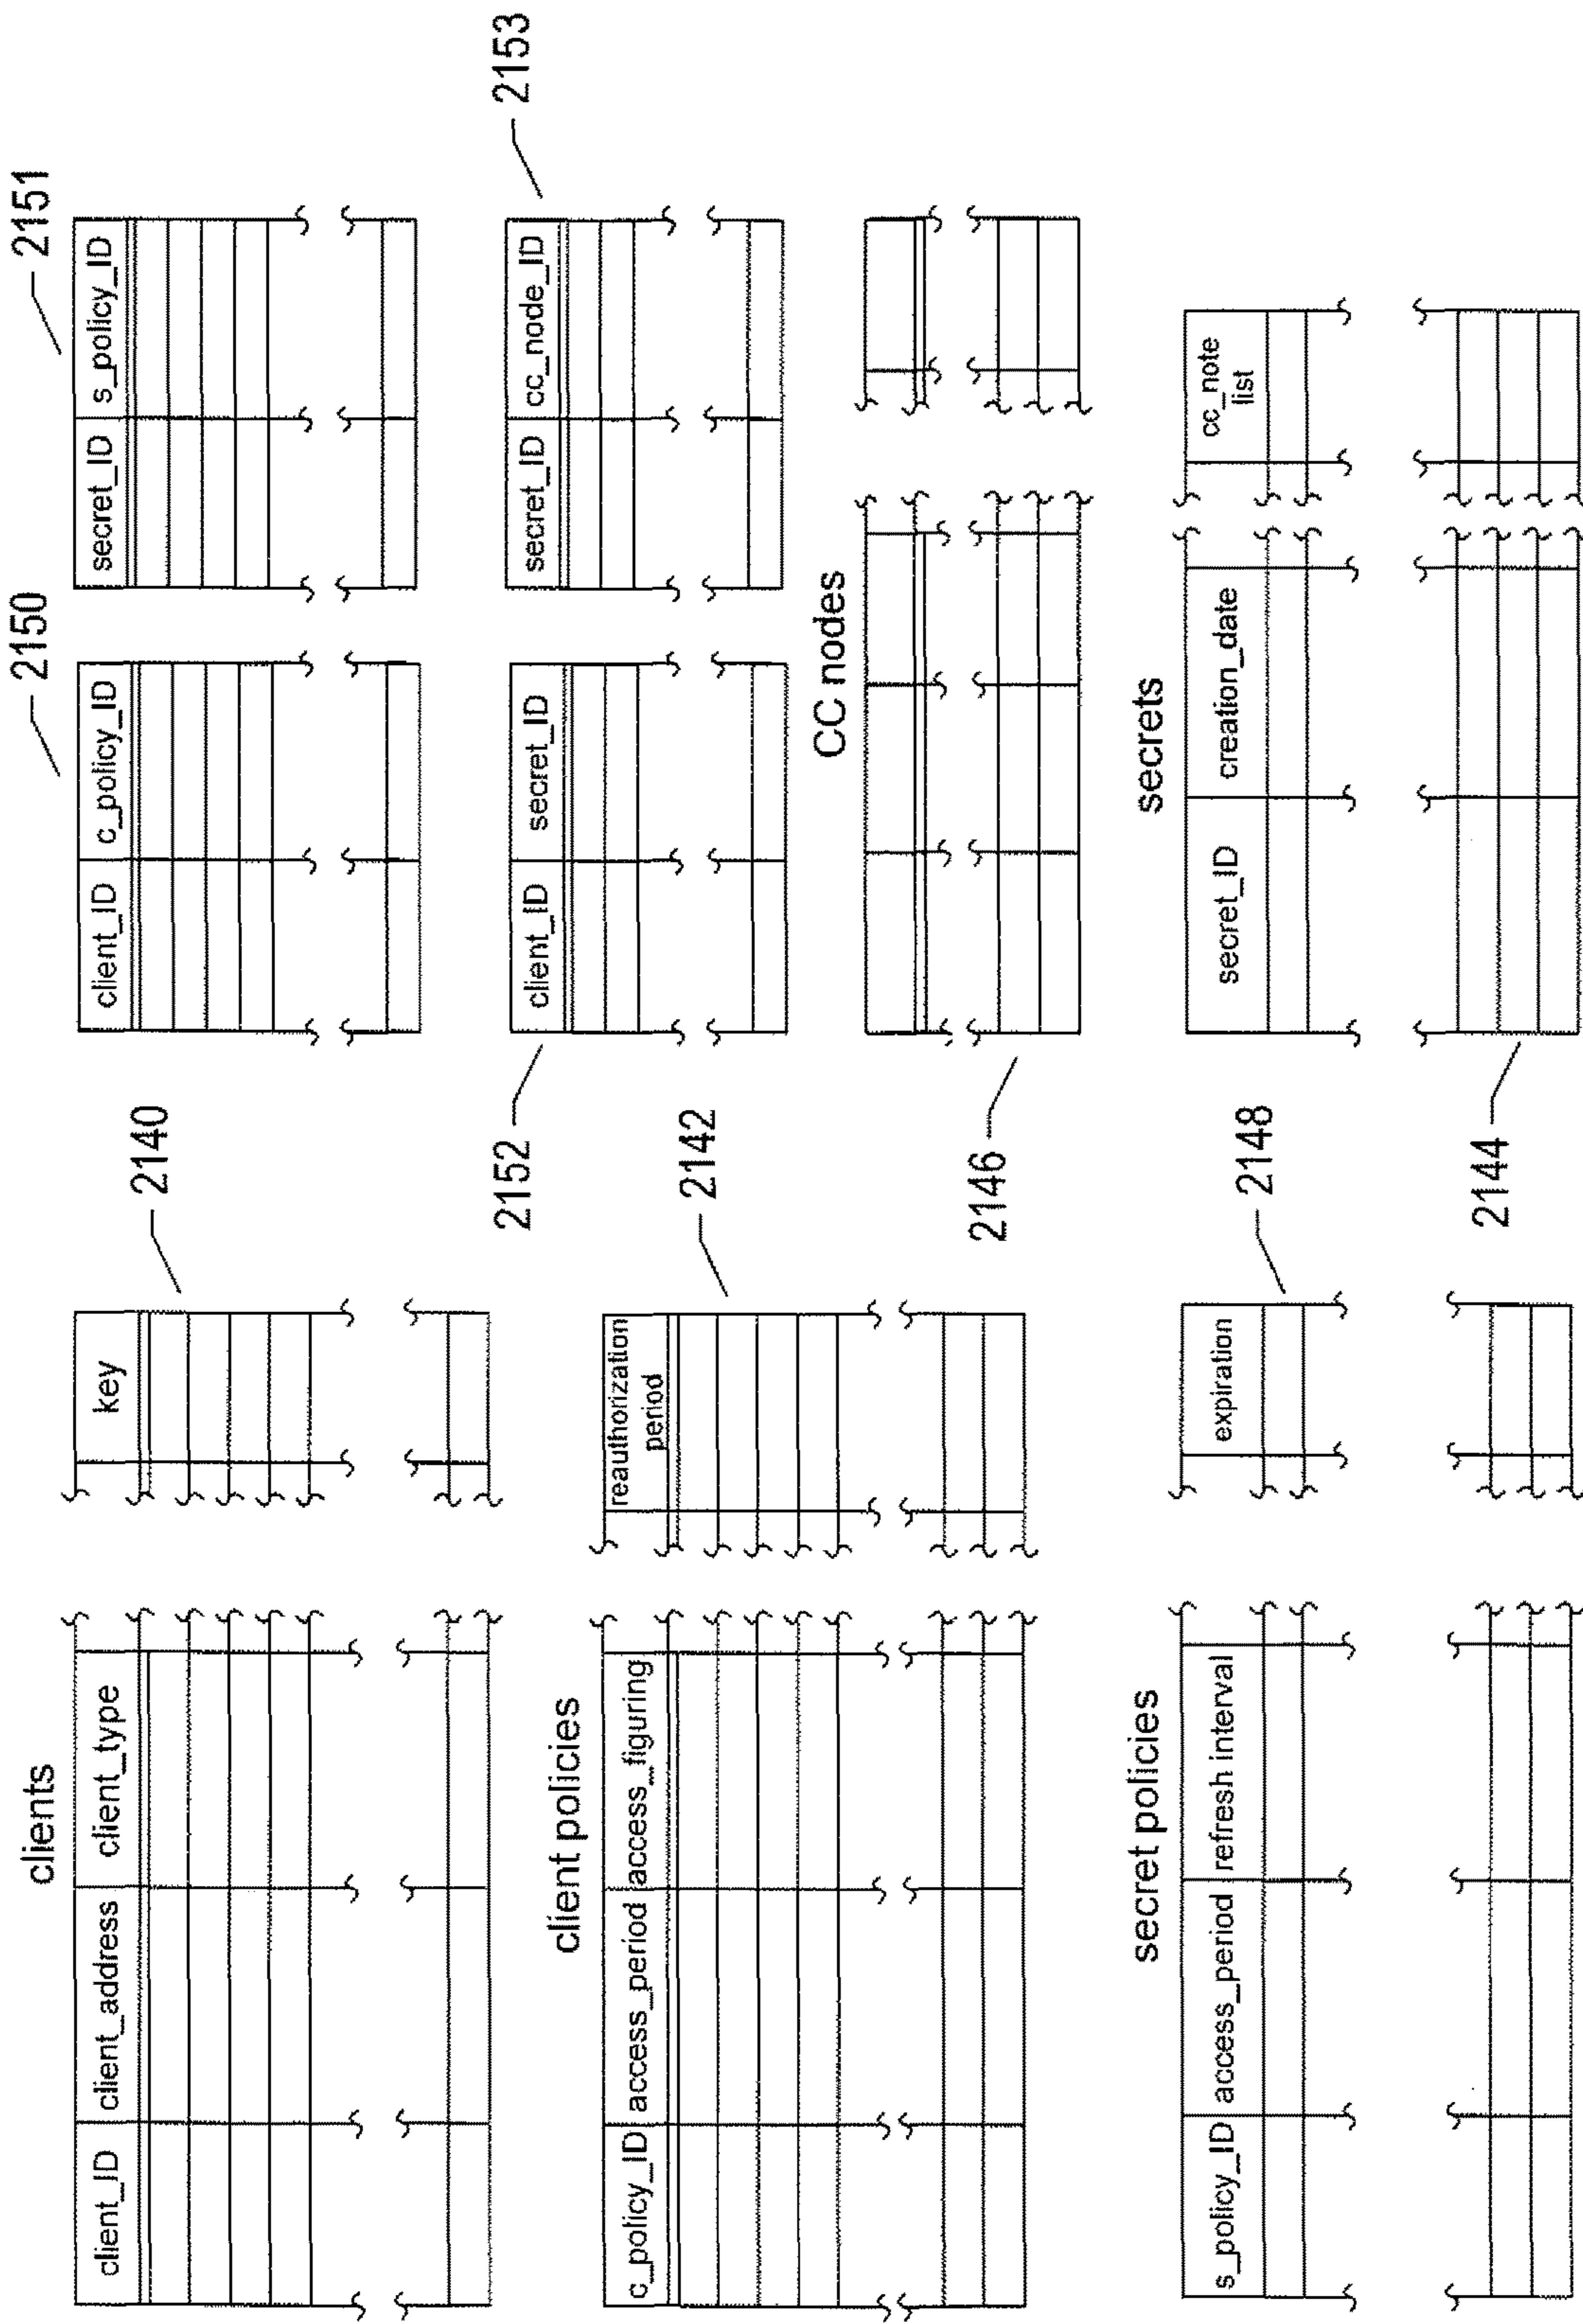 clients
client_ID client_address client_type key
2140
client policies
c_policy_ID access_period access_figuring reauthorization
period
2142
secret policies
s_policy_ID access_period refresh interval expiration
2148
2150
client_ID c_policy_ID
2151
secret_ID s_policy_ID
2152
client_ID secret_ID
2153
secret_ID cc_node_ID
CC nodes
2146
secrets
secret_ID creation_date cc_note
list
2144